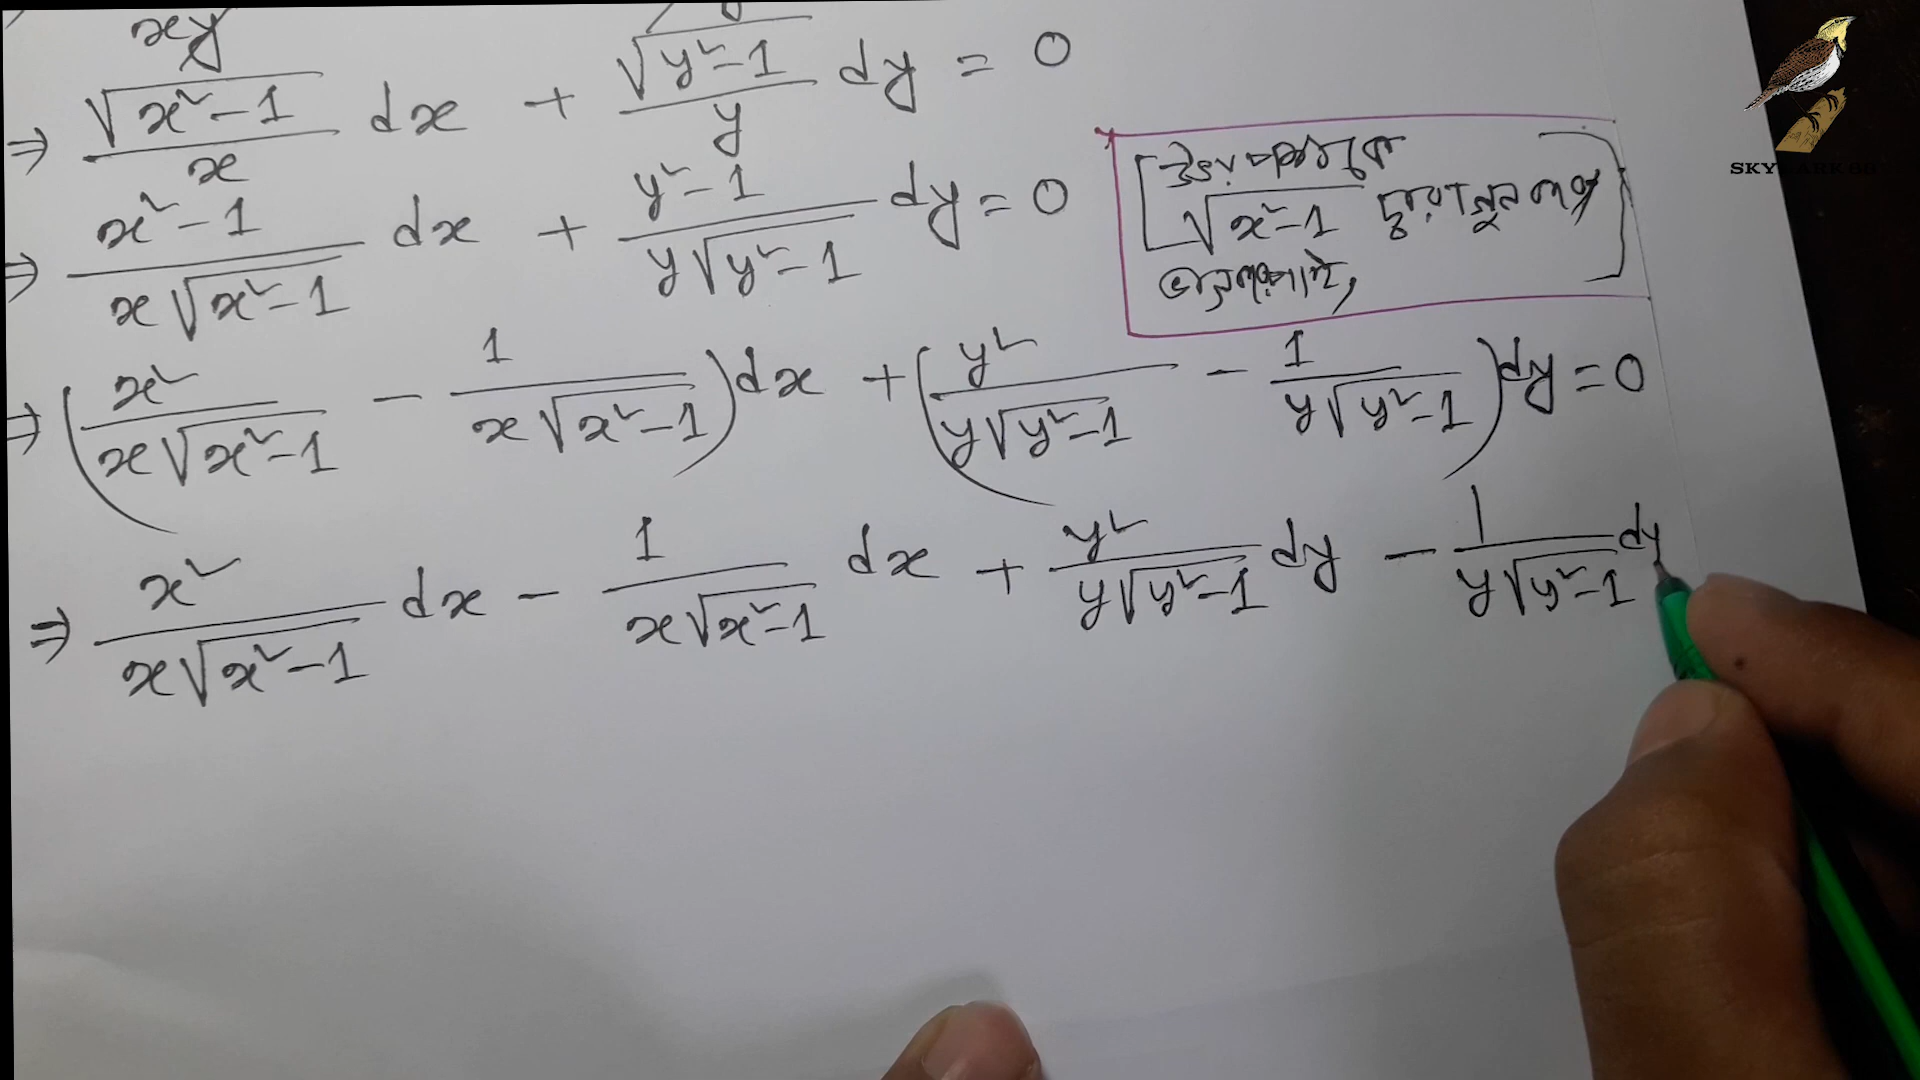 xy
⇒ √(x²-1)/x dx + √(y²-1)/y dy = 0
⇒ (x²-1)/(x√(x²-1)) dx + (y²-1)/(y√(y²-1)) dy = 0
√(x²-1)
⇒ (x²/(x√(x²-1)) - 1/(x√(x²-1))) dx + (y²/(y√(y²-1)) - 1/(y√(y²-1))) dy = 0
⇒ x²/(x√(x²-1)) dx - 1/(x√(x²-1)) dx + y²/(y√(y²-1)) dy - 1/(y√(y²-1)) dy